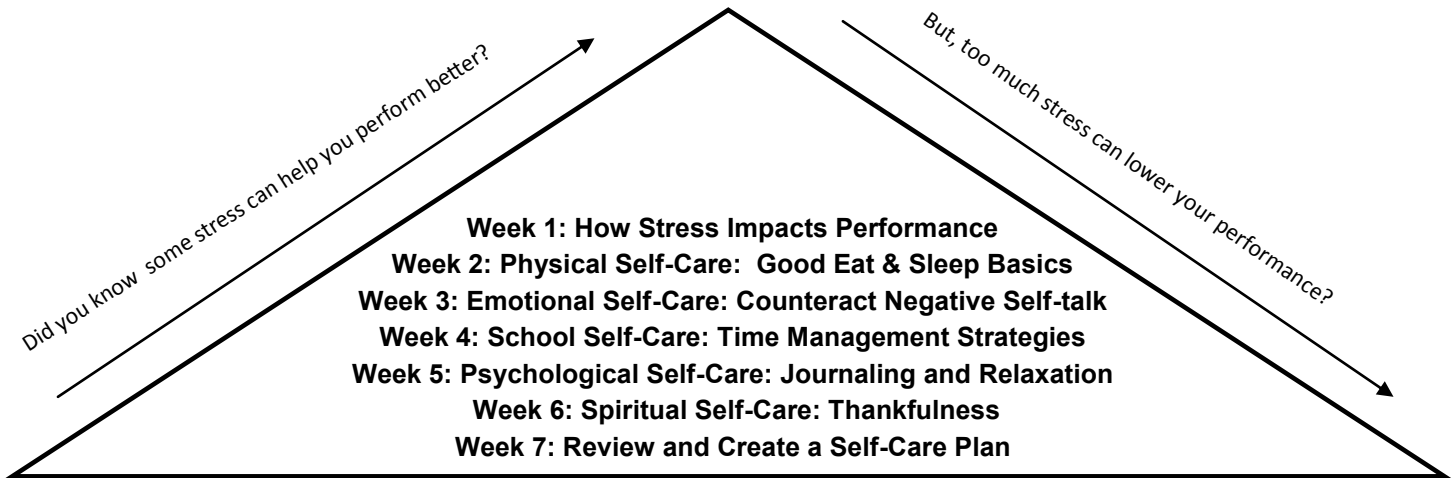 Did you know some stress can help you perform better?
But, too much stress can lower your performance?
Week 1: How Stress Impacts Performance
Week 2: Physical Self-Care: Good Eat & Sleep Basics
Week 3: Emotional Self-Care: Counteract Negative Self-talk
Week 4: School Self-Care: Time Management Strategies
Week 5: Psychological Self-Care: Journaling and Relaxation
Week 6: Spiritual Self-Care: Thankfulness
Week 7: Review and Create a Self-Care Plan